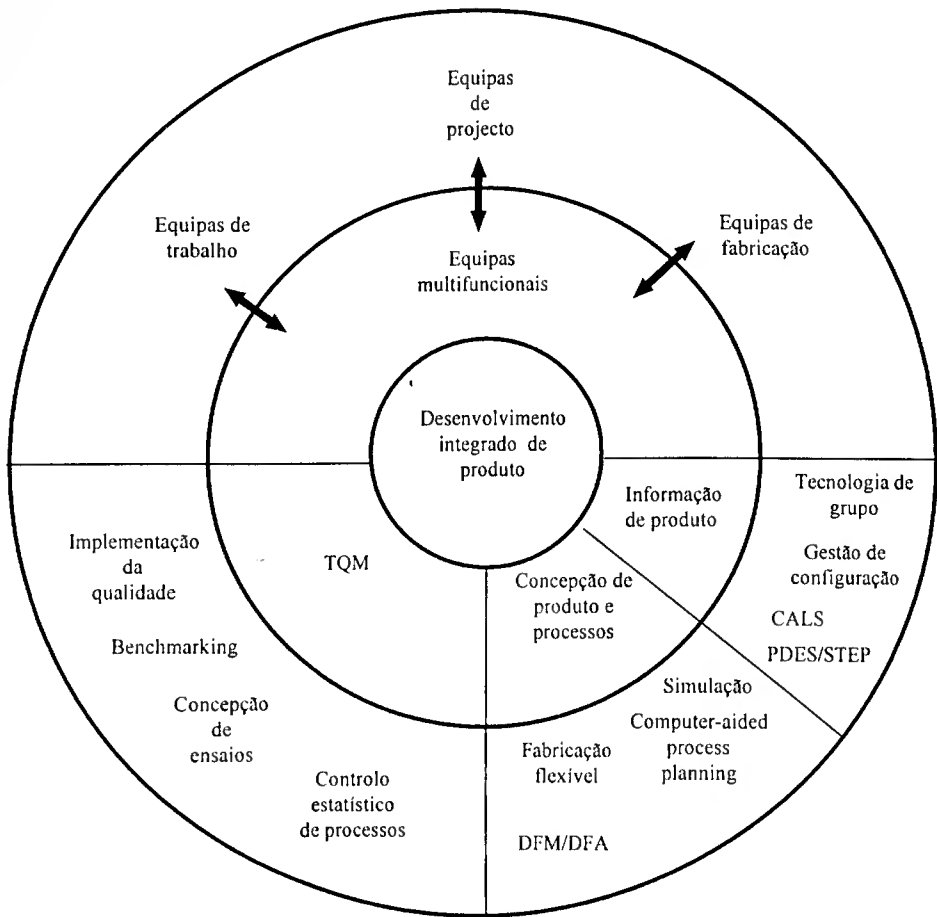 Equipas
de
projecto
Equipas de
trabalho
Equipas de
fabricação
Equipas
multifuncionais
Desenvolvimento
integrado de
produto
Informação
de produto
Tecnologia de
grupo
Gestão de
configuração
CALS
PDES/STEP
TQM
Concepção de
produto e
processos
Implementação
da
qualidade
Benchmarking
Concepção
de
ensaios
Controlo
estatístico
de processos
Simulação
Computer-aided
process
planning
Fabricação
flexível
DFM/DFA